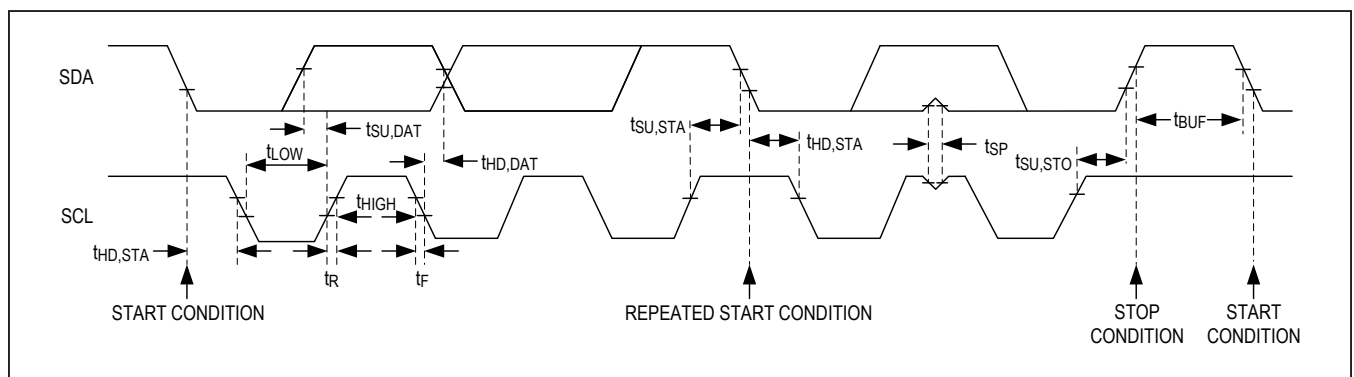 SDA
tSU,DAT
tLOW
tHD,DAT
tSU,STA
tHD,STA
tSP
tBUF
tSU,STO
SCL
tHIGH
tHD,STA
tR
tF
START CONDITION
REPEATED START CONDITION
STOP
CONDITION
START
CONDITION